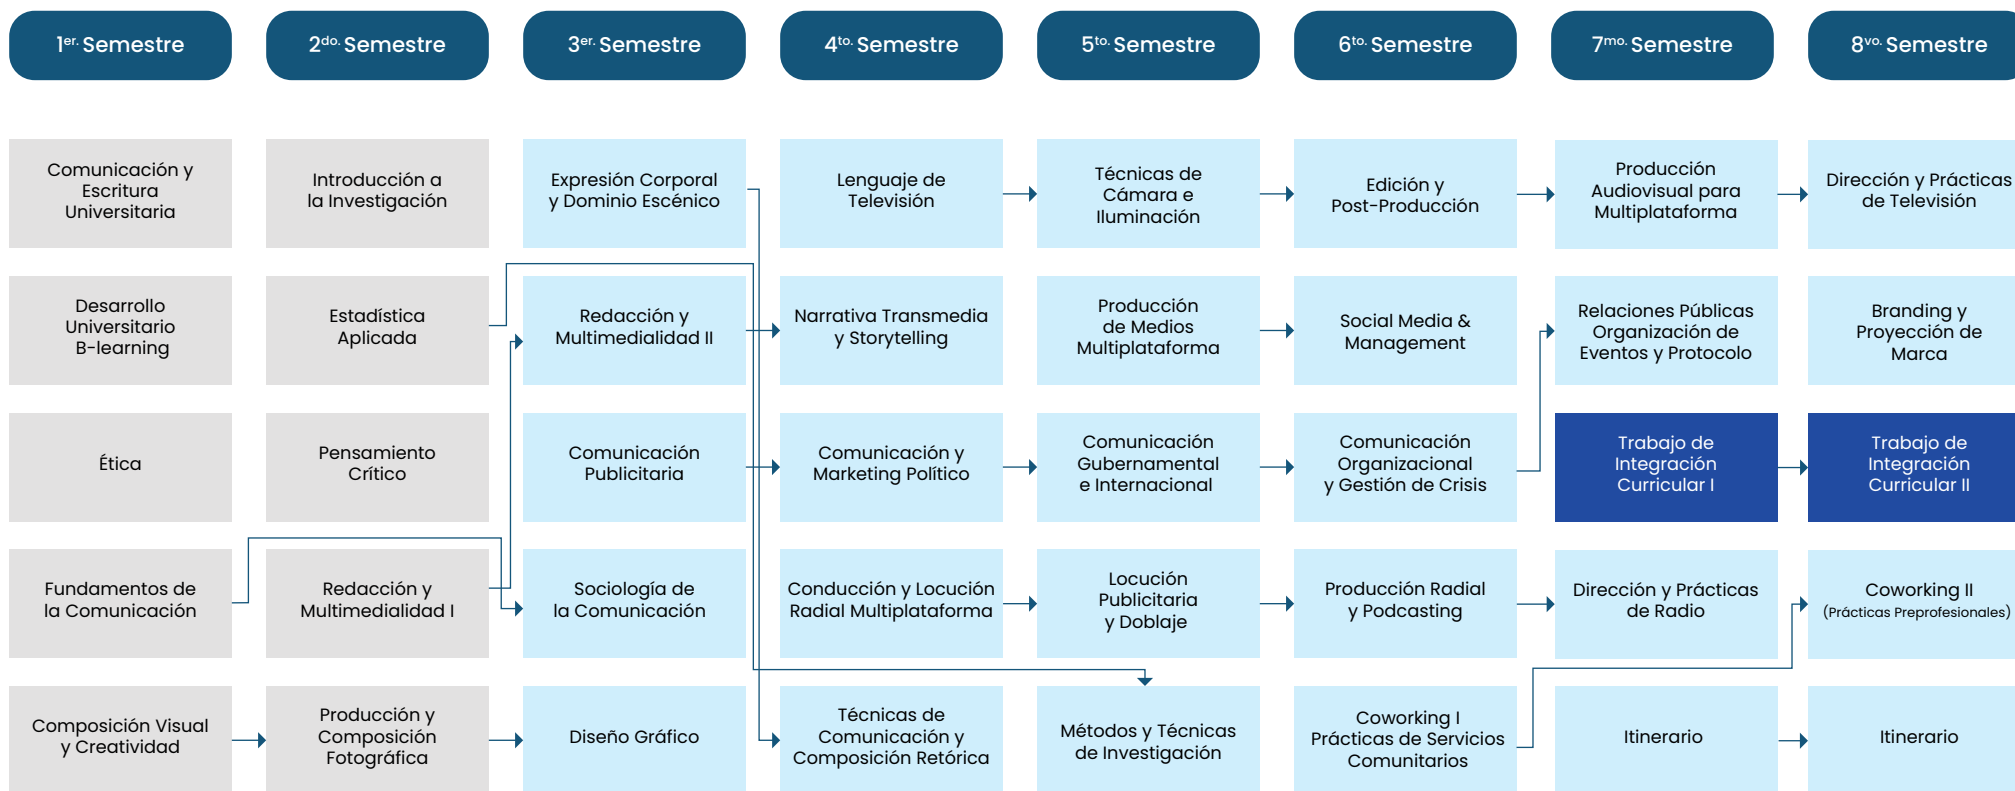 1er. Semestre
2do. Semestre
3er. Semestre
4to. Semestre
5to. Semestre
6to. Semestre
7mo. Semestre
8vo. Semestre
Comunicación y
Escritura
Universitaria
Introducción a
la Investigación
Expresión Corporal
y Dominio Escénico
Lenguaje de
Televisión
Técnicas de
Cámara e
Iluminación
Edición y
Post-Producción
Producción
Audiovisual para
Multiplataforma
Dirección y Prácticas
de Televisión
Desarrollo
Universitario
B-learning
Estadística
Aplicada
Redacción y
Multimedialidad II
Narrativa Transmedia
y Storytelling
Producción
de Medios
Multiplataforma
Social Media &
Management
Relaciones Públicas
Organización de
Eventos y Protocolo
Branding y
Proyección de
Marca
Ética
Pensamiento
Crítico
Comunicación
Publicitaria
Comunicación y
Marketing Político
Comunicación
Gubernamental
e Internacional
Comunicación
Organizacional
y Gestión de Crisis
Trabajo de
Integración
Curricular I
Trabajo de
Integración
Curricular II
Fundamentos de
la Comunicación
Redacción y
Multimedialidad I
Sociología de
la Comunicación
Conducción y Locución
Radial Multiplataforma
Locución
Publicitaria
y Doblaje
Producción Radial
y Podcasting
Dirección y Prácticas
de Radio
Coworking II
(Prácticas Preprofesionales)
Composición Visual
y Creatividad
Producción y
Composición
Fotográfica
Diseño Gráfico
Técnicas de
Comunicación y
Composición Retórica
Métodos y Técnicas
de Investigación
Coworking I
Prácticas de Servicios
Comunitarios
Itinerario
Itinerario